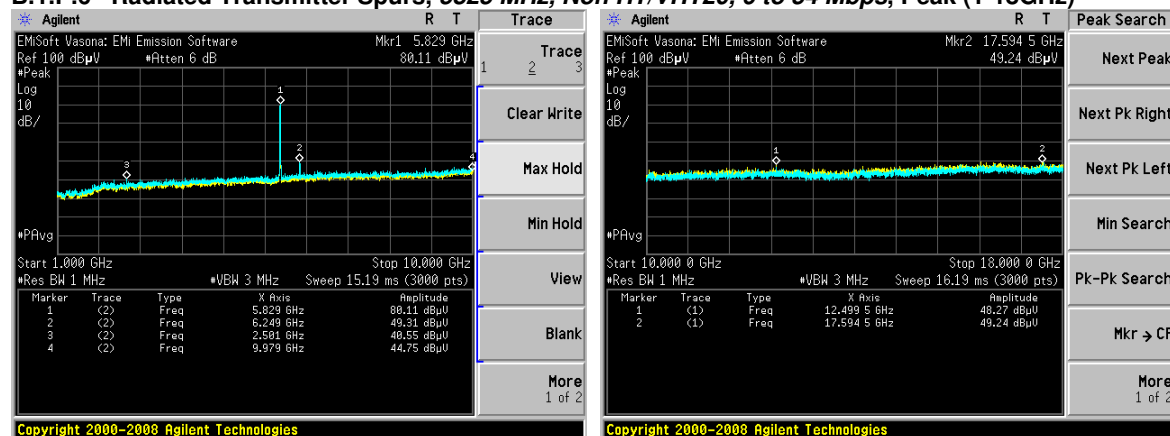 B.1.P.6 Radiated Transmitter Spurs, 5825 MHz, Non HT/VHT20, 6 to 54 Mbps, Peak (1-18GHz)
Agilent R T Trace
EMiSoft Vasona: EMi Emission Software Mkr1 5.829 GHz
Ref 100 dBµV #Atten 6 dB 80.11 dBµV
#Peak
Log
10
dB/
1
2
3
4
#PAvg
Start 1.000 GHz Stop 10.000 GHz
#Res BW 1 MHz #VBW 3 MHz Sweep 15.19 ms (3000 pts)
Marker Trace Type X Axis Amplitude
1 (2) Freq 5.829 GHz 80.11 dBµV
2 (2) Freq 6.249 GHz 49.31 dBµV
3 (2) Freq 2.501 GHz 40.55 dBµV
4 (2) Freq 9.979 GHz 44.75 dBµV
Trace
1 2 3
Clear Write
Max Hold
Min Hold
View
Blank
More
1 of 2
Copyright 2000-2008 Agilent Technologies
Agilent R T Peak Search
EMiSoft Vasona: EMi Emission Software Mkr2 17.594 5 GHz
Ref 100 dBµV #Atten 6 dB 49.24 dBµV
#Peak
Log
10
dB/
1
2
#PAvg
Start 10.000 0 GHz Stop 18.000 0 GHz
#Res BW 1 MHz #VBW 3 MHz Sweep 16.19 ms (3000 pts)
Marker Trace Type X Axis Amplitude
1 (1) Freq 12.499 5 GHz 48.27 dBµV
2 (1) Freq 17.594 5 GHz 49.24 dBµV
Next Peak
Next Pk Right
Next Pk Left
Min Search
Pk-Pk Search
Mkr → CF
More
1 of 2
Copyright 2000-2008 Agilent Technologies